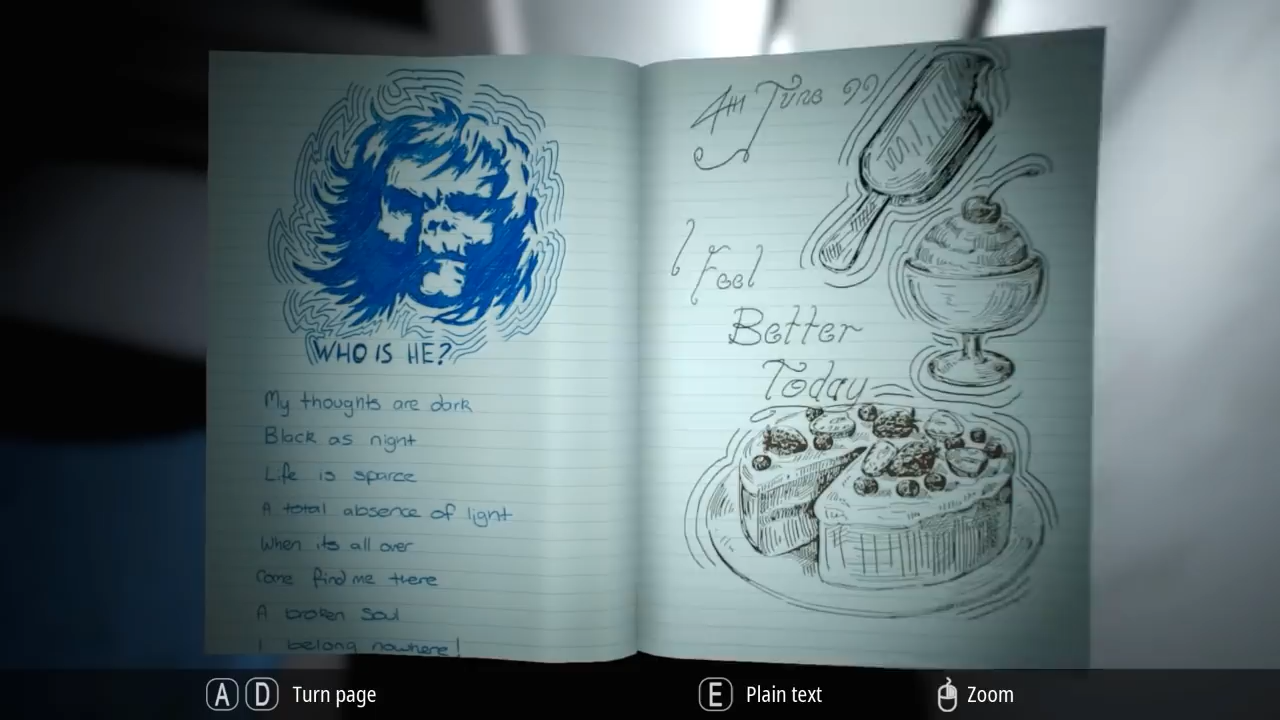 WHO IS HE?
My thoughts are dark
Black as night
Life is sparce
A total absence of light
When its all over
Come find me there
A broken Soul
I belong nowhere!
4th June 99
I Feel
Better
Today
A D Turn page
E Plain text
Zoom